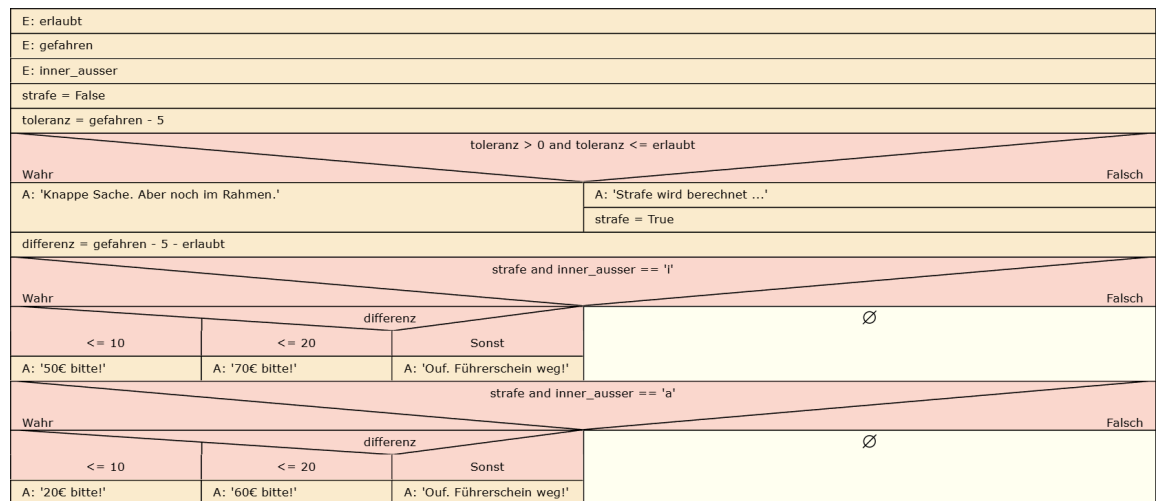 E: erlaubt
E: gefahren
E: inner_ausser
strafe = False
toleranz = gefahren - 5
toleranz > 0 and toleranz <= erlaubt
Wahr Falsch
A: 'Knappe Sache. Aber noch im Rahmen.' A: 'Strafe wird berechnet ...'
strafe = True
differenz = gefahren - 5 - erlaubt
strafe and inner_ausser == 'i'
Wahr Falsch
differenz ∅
<= 10 <= 20 Sonst
A: '50€ bitte!' A: '70€ bitte!' A: 'Ouf. Führerschein weg!'
strafe and inner_ausser == 'a'
Wahr Falsch
differenz ∅
<= 10 <= 20 Sonst
A: '20€ bitte!' A: '60€ bitte!' A: 'Ouf. Führerschein weg!'